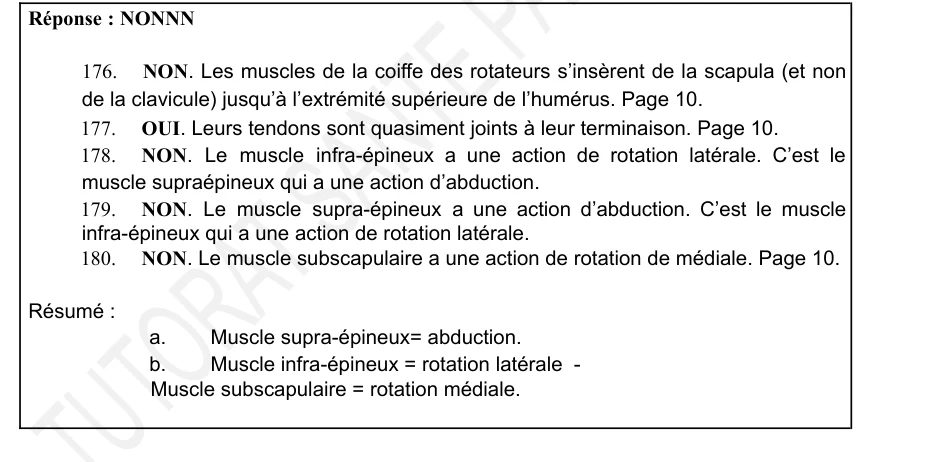 Réponse : NONNN
176. NON. Les muscles de la coiffe des rotateurs s’insèrent de la scapula (et non
de la clavicule) jusqu’à l’extrémité supérieure de l’humérus. Page 10.
177. OUI. Leurs tendons sont quasiment joints à leur terminaison. Page 10.
178. NON. Le muscle infra-épineux a une action de rotation latérale. C’est le
muscle supraépineux qui a une action d’abduction.
179. NON. Le muscle supra-épineux a une action d’abduction. C’est le muscle
infra-épineux qui a une action de rotation latérale.
180. NON. Le muscle subscapulaire a une action de rotation de médiale. Page 10.
Résumé :
a. Muscle supra-épineux= abduction.
b. Muscle infra-épineux = rotation latérale -
Muscle subscapulaire = rotation médiale.
TUTORAT SANTE PA